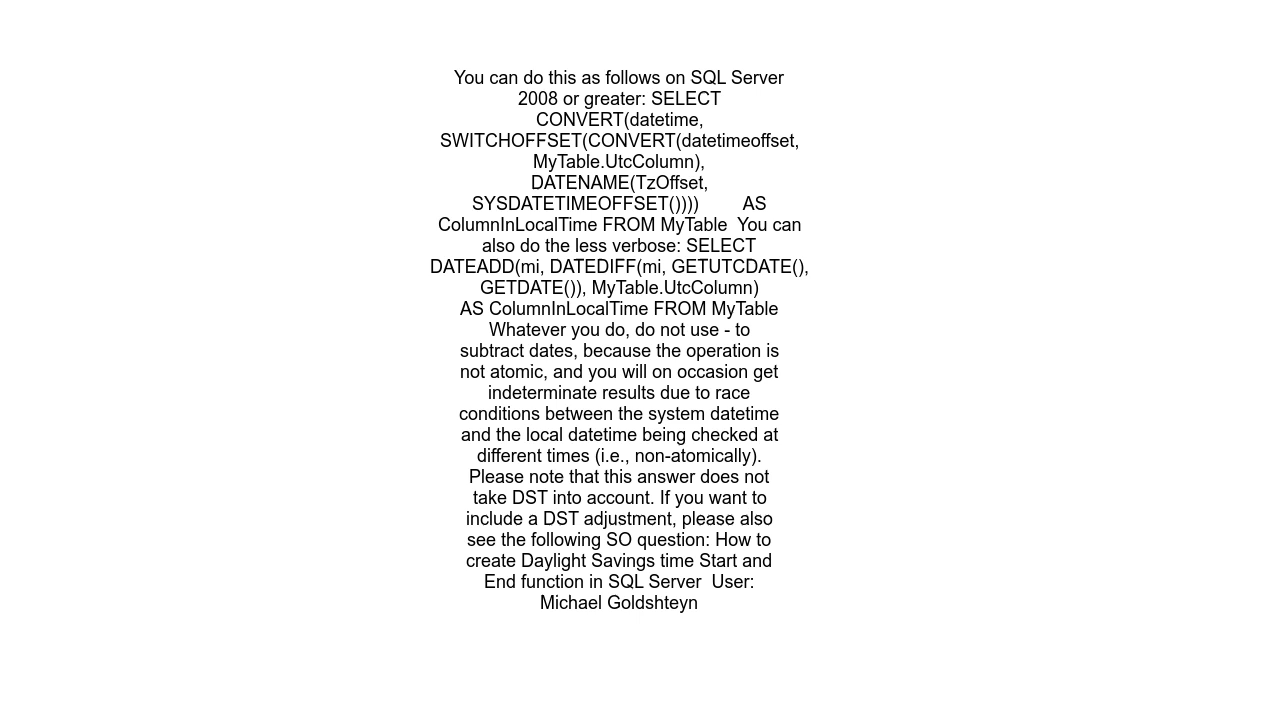 You can do this as follows on SQL Server
2008 or greater: SELECT
CONVERT(datetime,
SWITCHOFFSET(CONVERT(datetimeoffset,
MyTable.UtcColumn),
DATENAME(TzOffset,
SYSDATETIMEOFFSET())))         AS
ColumnInLocalTime FROM MyTable  You can
also do the less verbose: SELECT
DATEADD(mi, DATEDIFF(mi, GETUTCDATE(),
GETDATE()), MyTable.UtcColumn)
AS ColumnInLocalTime FROM MyTable
Whatever you do, do not use - to
subtract dates, because the operation is
not atomic, and you will on occasion get
indeterminate results due to race
conditions between the system datetime
and the local datetime being checked at
different times (i.e., non-atomically).
Please note that this answer does not
take DST into account. If you want to
include a DST adjustment, please also
see the following SO question: How to
create Daylight Savings time Start and
End function in SQL Server  User:
Michael Goldshteyn